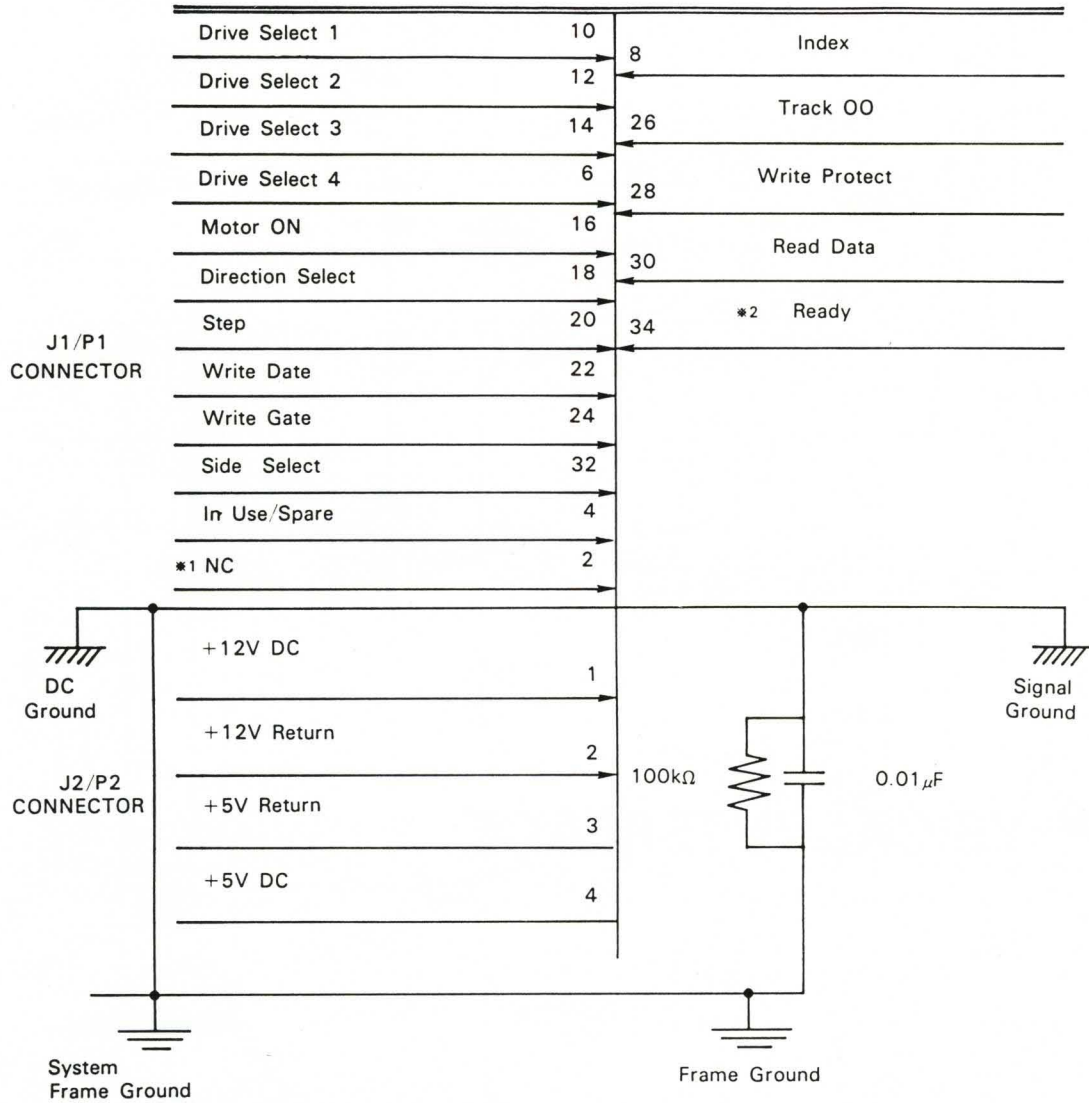 Drive Select 1 10
8 Index
Drive Select 2 12
Track OO
Drive Select 3 14
26
Drive Select 4 6
Write Protect
28
Motor ON 16
Read Data
30
Direction Select 18
*2 Ready
Step 20
34
J1/P1
CONNECTOR
Write Date 22
Write Gate 24
Side Select 32
In Use/Spare 4
*1 NC 2
+12V DC
1
DC
Ground
Signal
Ground
+12V Return
2
J2/P2
CONNECTOR
100kΩ
0.01μF
+5V Return
3
+5V DC
4
System
Frame Ground
Frame Ground